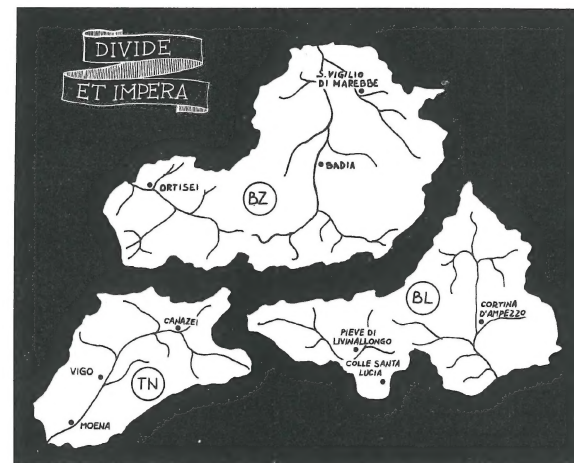 DIVIDE
ET IMPERA
S. VIGILIO
DI MAREBBE
BADIA
ORTISEI
BZ
BL
CORTINA
D'AMPEZZO
PIEVE DI
LIVINALLONGO
COLLE SANTA
LUCIA
CANAZEI
VIGO
TN
MOENA